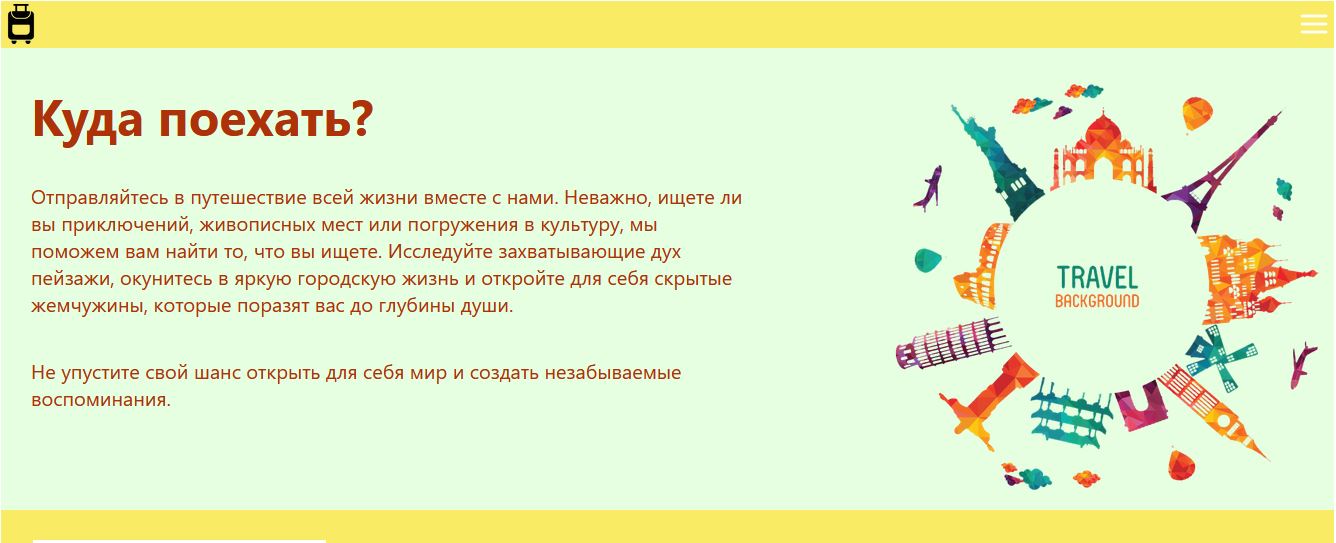 Куда поехать?
Отправляйтесь в путешествие всей жизни вместе с нами. Неважно, ищете ли
вы приключений, живописных мест или погружения в культуру, мы
поможем вам найти то, что вы ищете. Исследуйте захватывающие дух
пейзажи, окунитесь в яркую городскую жизнь и откройте для себя скрытые
жемчужины, которые поразят вас до глубины души.
Не упустите свой шанс открыть для себя мир и создать незабываемые
воспоминания.
TRAVEL
BACKGROUND